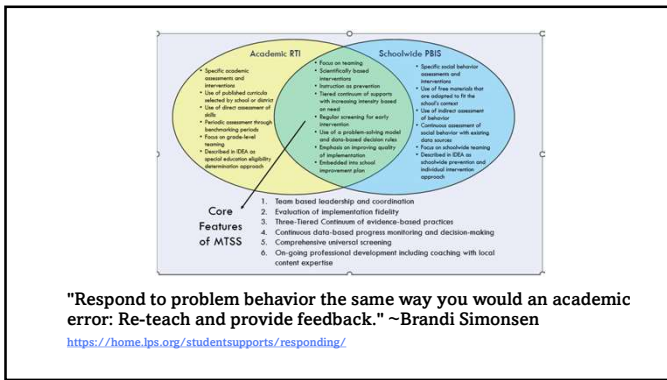 Academic RTI
Schoolwide PBIS
• Specific academic
assessments and
interventions
• Use of published curricula
selected by school or district
• Use of direct assessment of
skills
• Periodic assessment through
benchmarking periods
• Focus on grade-level
teaming
• Described in IDEA as
special education eligibility
determination approach
• Focus on teaming
• Scientifically based
interventions
• Instruction as prevention
• Tiered continuum of supports
with increasing intensity based
on need
• Regular screening for early
intervention
• Use of a problem-solving model
and data-based decision rules
• Emphasis on improving quality
of implementation
• Embedded into school
improvement plan
• Specific social behavior
assessments and
interventions
• Use of free materials that
are adapted to fit the
school's context
• Use of indirect assessment
of behavior
• Continuous assessment of
social behavior with existing
data sources
• Focus on schoolwide teaming
• Described in IDEA as
schoolwide prevention and
individual intervention
approach
Core
Features
of MTSS
1. Team based leadership and coordination
2. Evaluation of implementation fidelity
3. Three-Tiered Continuum of evidence-based practices
4. Continuous data-based progress monitoring and decision-making
5. Comprehensive universal screening
6. On-going professional development including coaching with local
content expertise
"Respond to problem behavior the same way you would an academic
error: Re-teach and provide feedback." ~Brandi Simonsen
https://home.lps.org/studentsupports/responding/